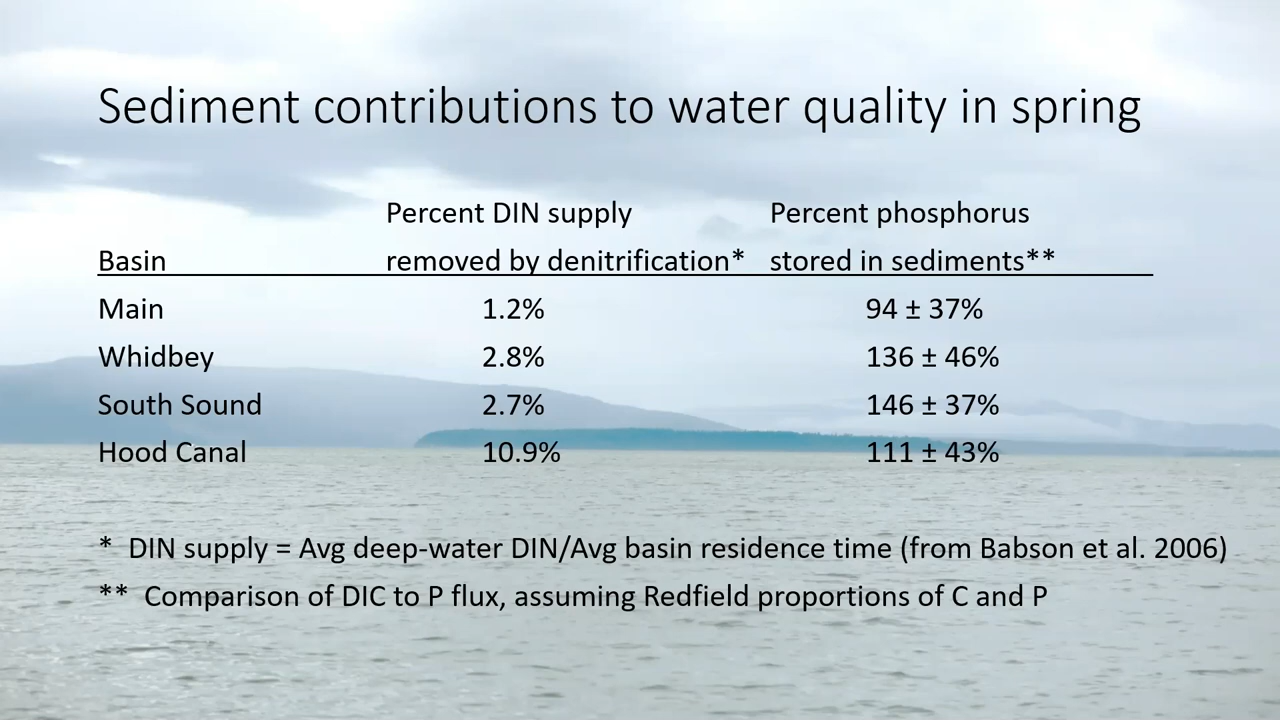 Sediment contributions to water quality in spring
Percent DIN supply Percent phosphorus
Basin removed by denitrification* stored in sediments**
Main 1.2% 94 ± 37%
Whidbey 2.8% 136 ± 46%
South Sound 2.7% 146 ± 37%
Hood Canal 10.9% 111 ± 43%
* DIN supply = Avg deep-water DIN/Avg basin residence time (from Babson et al. 2006)
** Comparison of DIC to P flux, assuming Redfield proportions of C and P